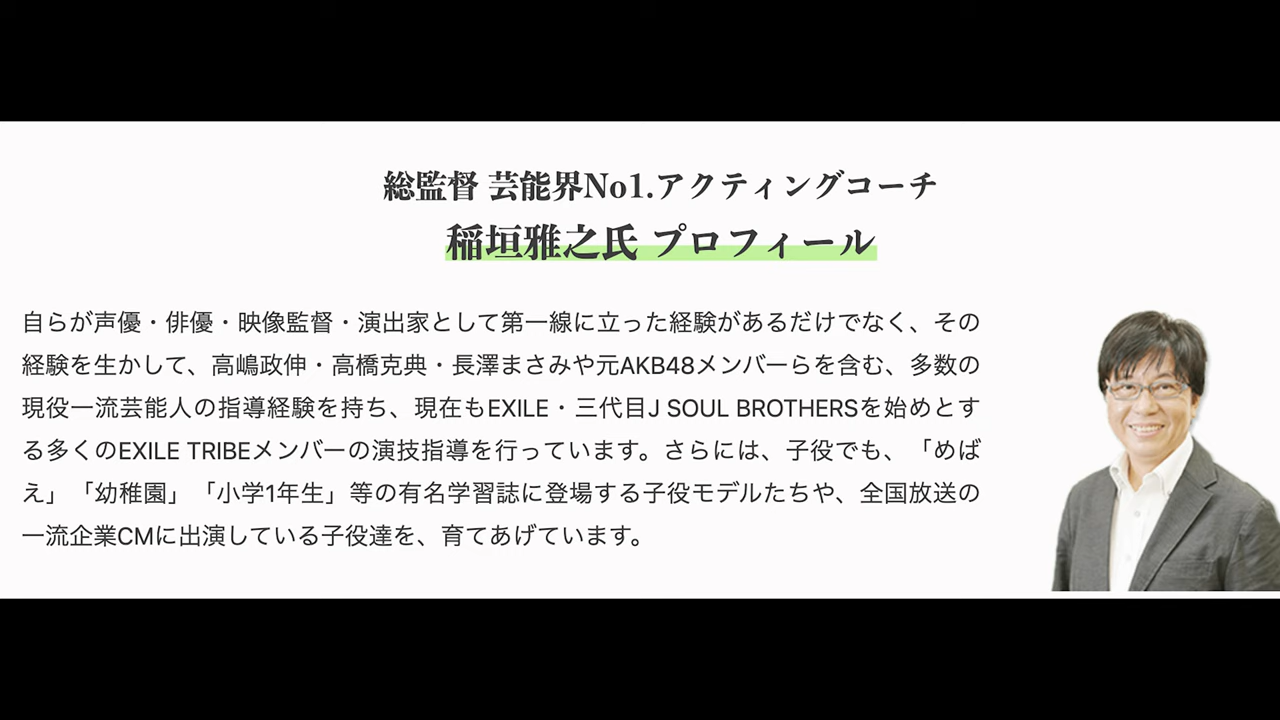 総監督 芸能界No1.アクティングコーチ
稲垣雅之氏 プロフィール
自らが声優・俳優・映像監督・演出家として第一線に立った経験があるだけでなく、その
経験を生かして、高嶋政伸・高橋克典・長澤まさみや元AKB48メンバーらを含む、多数の
現役一流芸能人の指導経験を持ち、現在もEXILE・三代目J SOUL BROTHERSを始めとす
る多くのEXILE TRIBEメンバーの演技指導を行っています。さらには、子役でも、「めば
え」「幼稚園」「小学1年生」等の有名学習誌に登場する子役モデルたちや、全国放送の
一流企業CMに出演している子役達を、育てあげています。